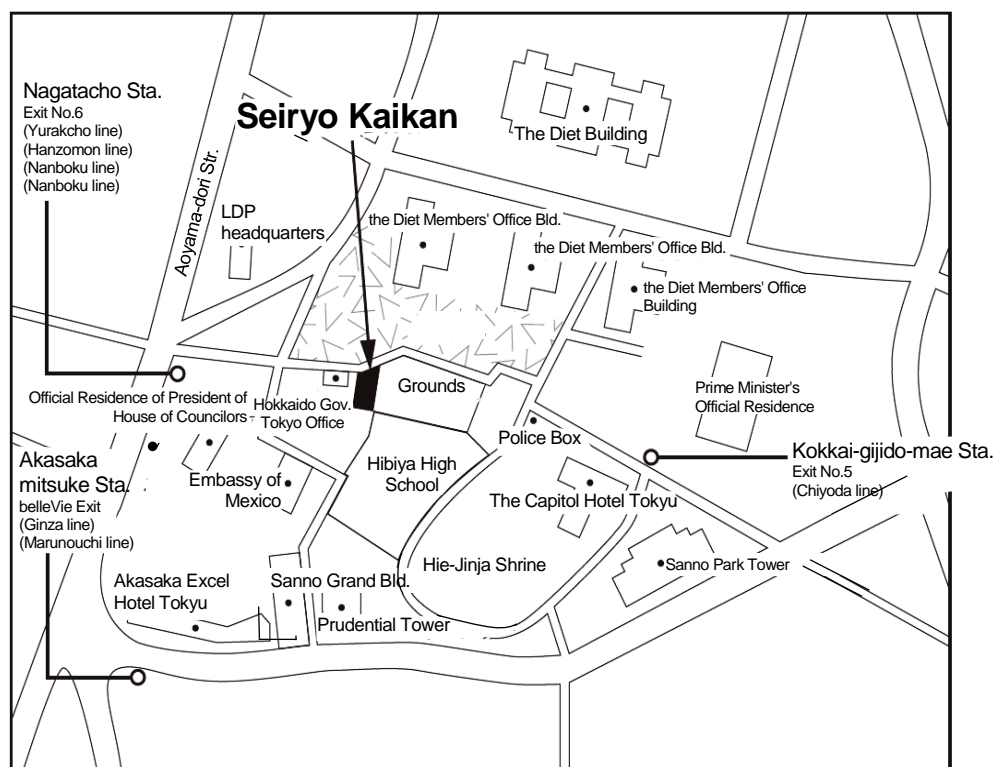 Nagatacho Sta.
Exit No.6
(Yurakcho line)
(Hanzomon line)
(Nanboku line)
(Nanboku line)
Seiryo Kaikan
The Diet Building
Aoyama-dori Str.
LDP
headquarters
the Diet Members' Office Bld.
the Diet Members' Office Bld.
the Diet Members' Office
Building
Official Residence of President of
House of Councilors
Hokkaido Gov.
Tokyo Office
Grounds
Prime Minister's
Official Residence
Police Box
Kokkai-gijido-mae Sta.
Exit No.5
(Chiyoda line)
Akasaka
mitsuke Sta.
belleVie Exit
(Ginza line)
(Marunouchi line)
Embassy of
Mexico
Hibiya High
School
The Capitol Hotel Tokyu
Hie-Jinja Shrine
Sanno Park Tower
Akasaka Excel
Hotel Tokyu
Sanno Grand Bld.
Prudential Tower